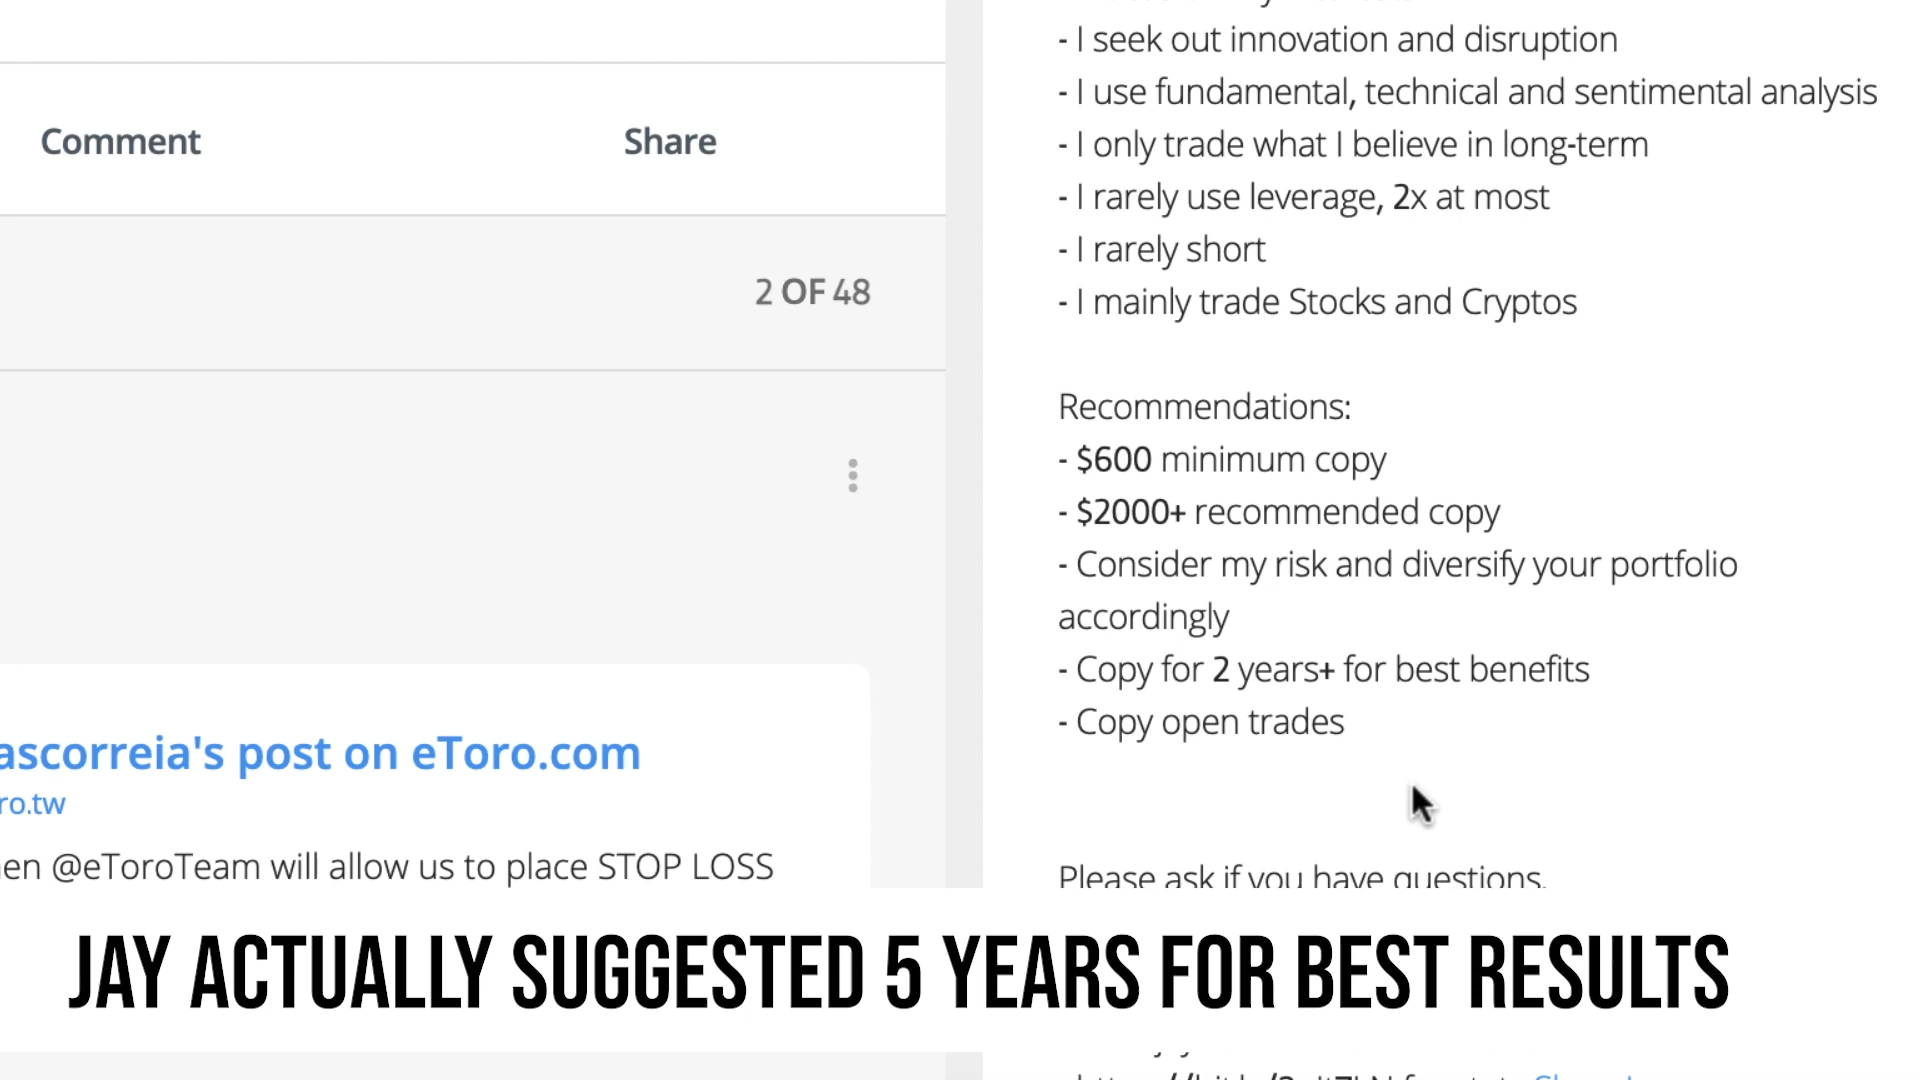 Comment
Share
2 OF 48
ascorreia's post on eToro.com
ro.tw
en @eToroTeam will allow us to place STOP LOSS
- I seek out innovation and disruption
- I use fundamental, technical and sentimental analysis
- I only trade what I believe in long-term
- I rarely use leverage, 2x at most
- I rarely short
- I mainly trade Stocks and Cryptos
Recommendations:
- $600 minimum copy
- $2000+ recommended copy
- Consider my risk and diversify your portfolio
accordingly
- Copy for 2 years+ for best benefits
- Copy open trades
Please ask if you have questions.
JAY ACTUALLY SUGGESTED 5 YEARS FOR BEST RESULTS